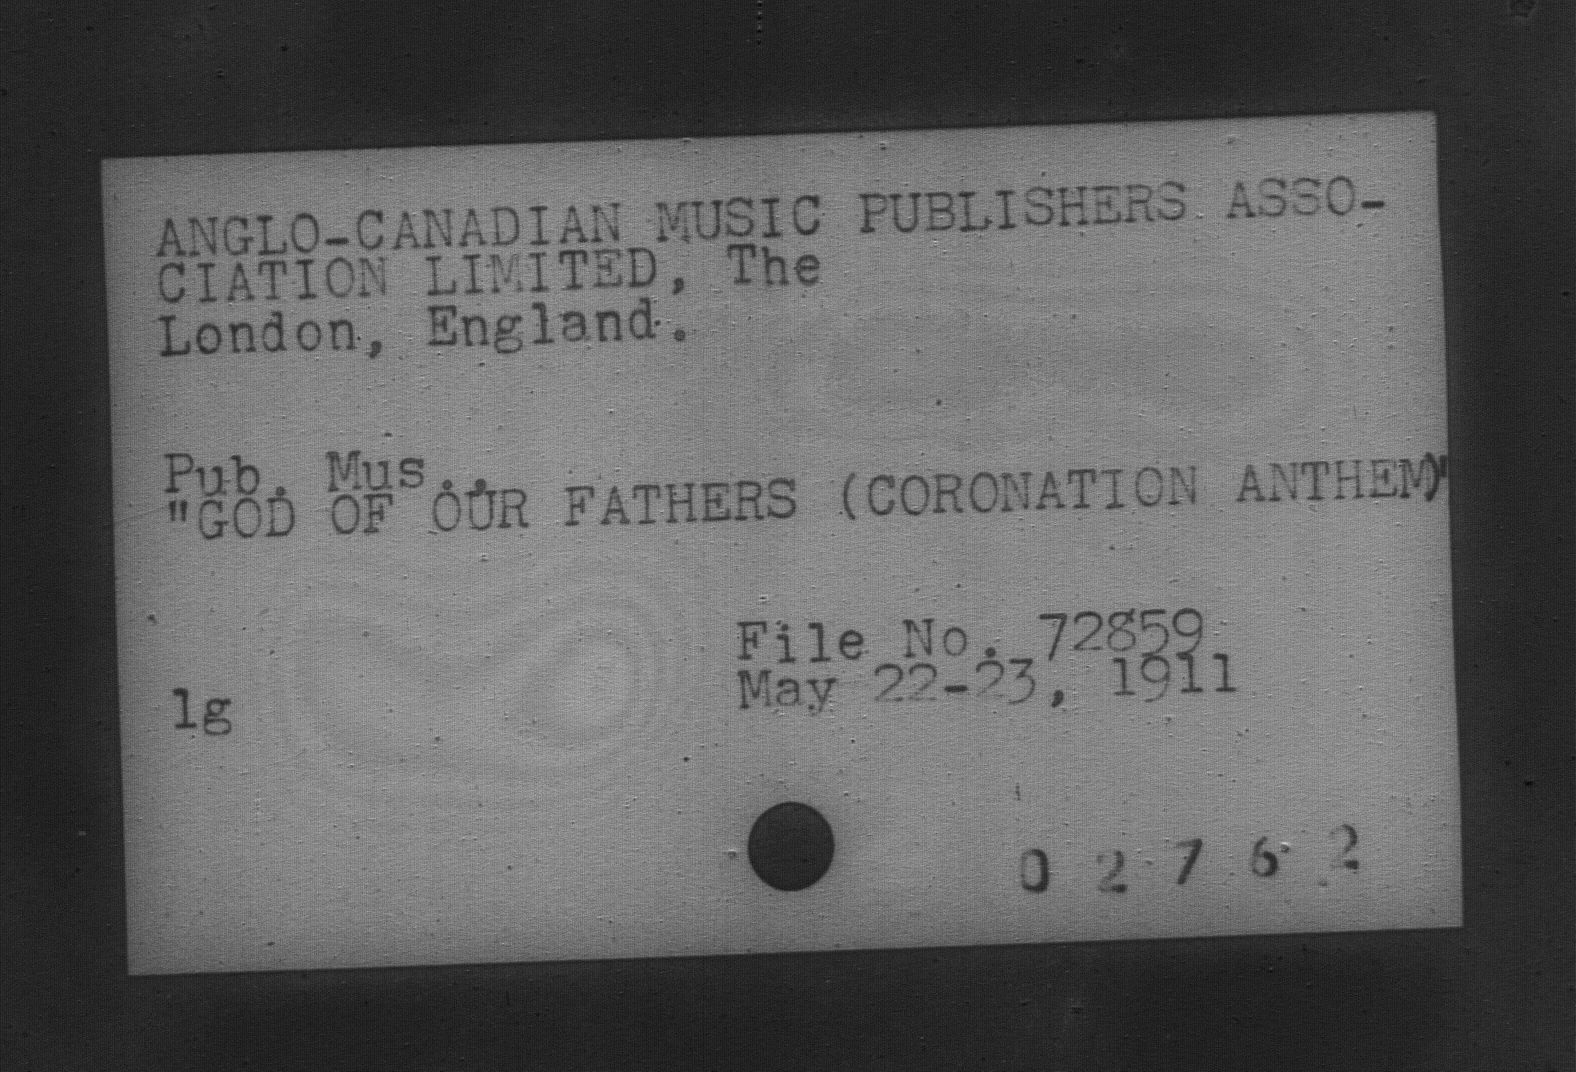 ANGLO-CANADIAN MUSIC PUBLISHERS ASSO-
CIATION LIMITED, The
London, England.
Pub. Mus...
"GOD OF OUR FATHERS (CORONATION ANTHEM)"
File No. 72859
May 22-23, 1911
lg
0 2 7 6 2